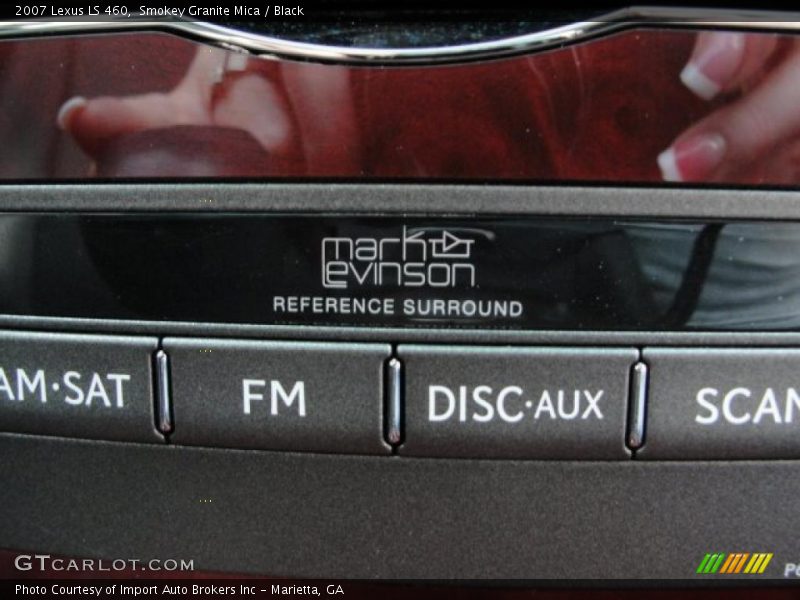 2007 Lexus LS 460, Smokey Granite Mica / Black
mark
Levinson
REFERENCE SURROUND
AM·SAT FM DISC·AUX SCAN
GTCARLOT.COM
Photo Courtesy of Import Auto Brokers Inc - Marietta, GA